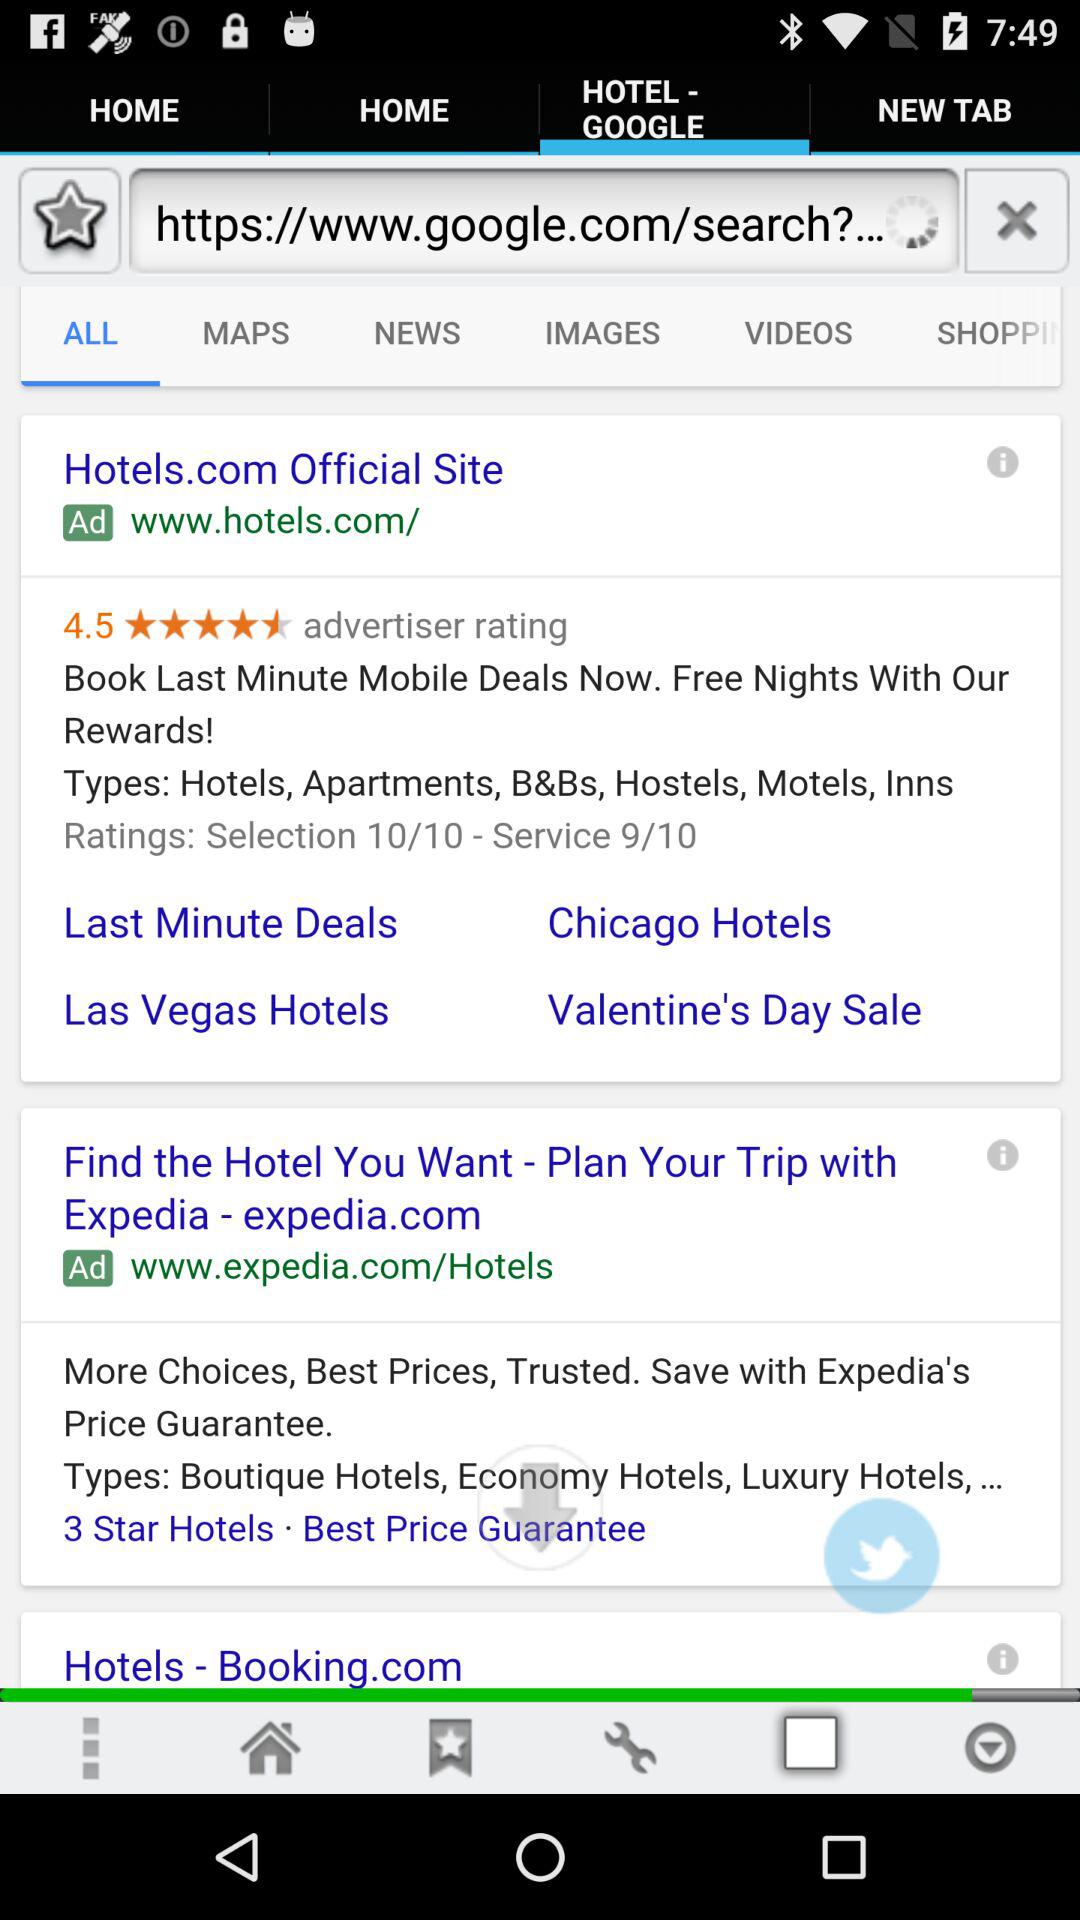 FAK
7:49
HOME
HOME
HOTEL -
GOOGLE
NEW TAB
https://www.google.com/search?...
ALL
MAPS
NEWS
IMAGES
VIDEOS
SHOPPIN
Hotels.com Official Site
Ad www.hotels.com/
4.5 advertiser rating
Book Last Minute Mobile Deals Now. Free Nights With Our
Rewards!
Types: Hotels, Apartments, B&Bs, Hostels, Motels, Inns
Ratings: Selection 10/10 - Service 9/10
Last Minute Deals
Chicago Hotels
Las Vegas Hotels
Valentine's Day Sale
Find the Hotel You Want - Plan Your Trip with
Expedia - expedia.com
Ad www.expedia.com/Hotels
More Choices, Best Prices, Trusted. Save with Expedia's
Price Guarantee.
Types: Boutique Hotels, Economy Hotels, Luxury Hotels, ...
3 Star Hotels · Best Price Guarantee
Hotels - Booking.com